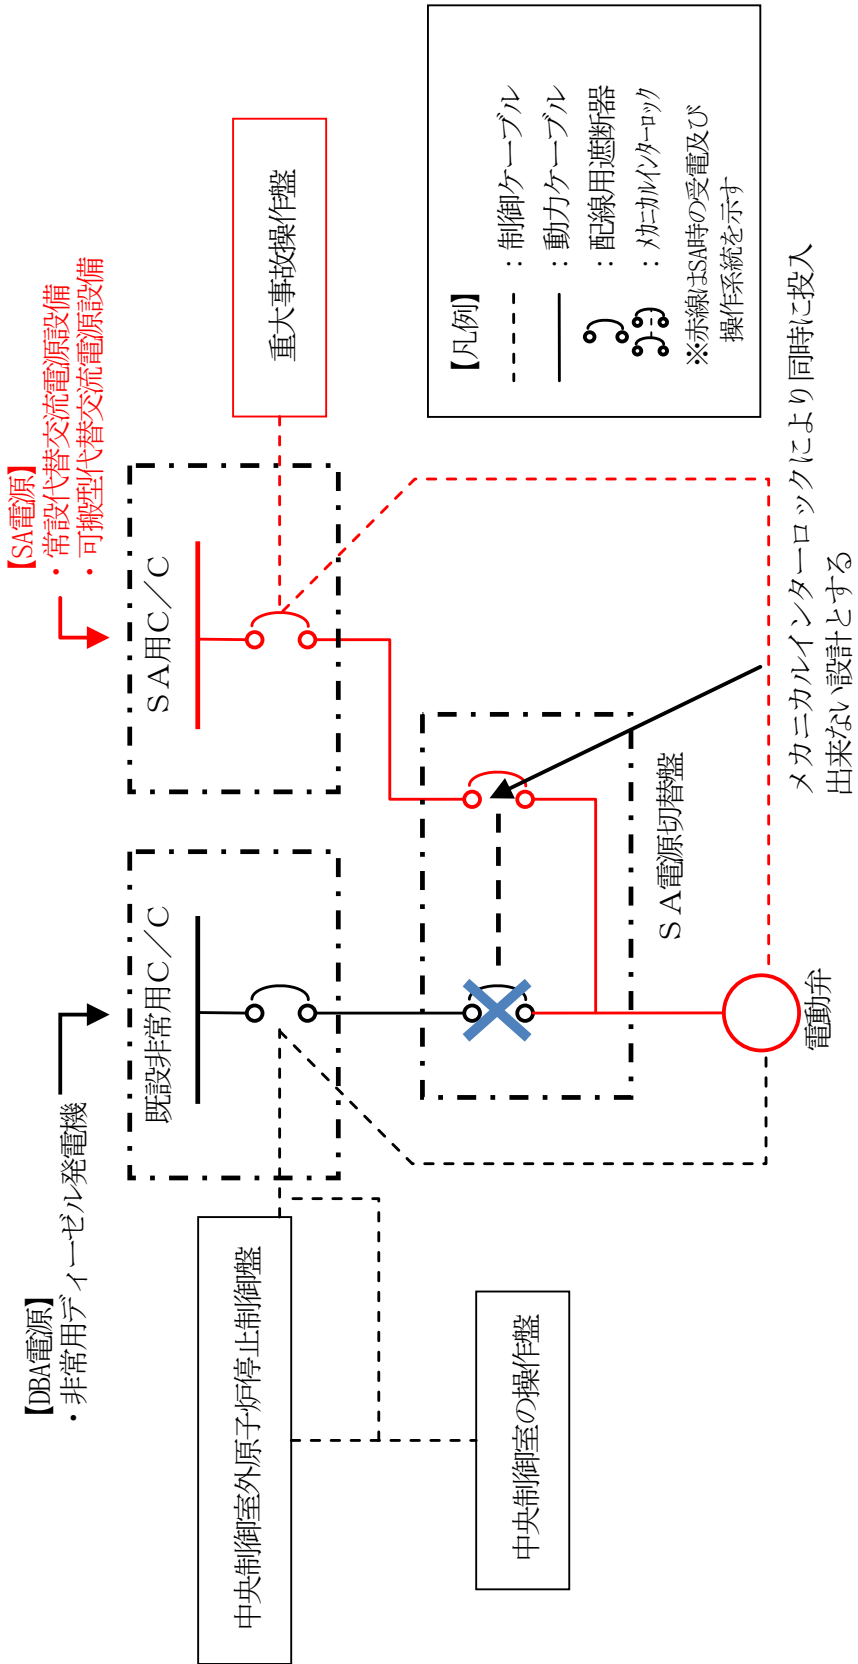 【DBA電源】
・非常用ディーゼル発電機
【SA電源】
・常設代替交流電源設備
・可搬型代替交流電源設備
既設非常用C/C
SA用C/C
中央制御室外原子炉停止制御盤
重大事故操作盤
中央制御室の操作盤
SA電源切替盤
電動弁
【凡例】
：制御ケーブル
：動力ケーブル
：配線用遮断器
：メカニカルインターロック
※赤線はSA時の受電及び
操作系統を示す
メカニカルインターロックにより同時に投入
出来ない設計とする